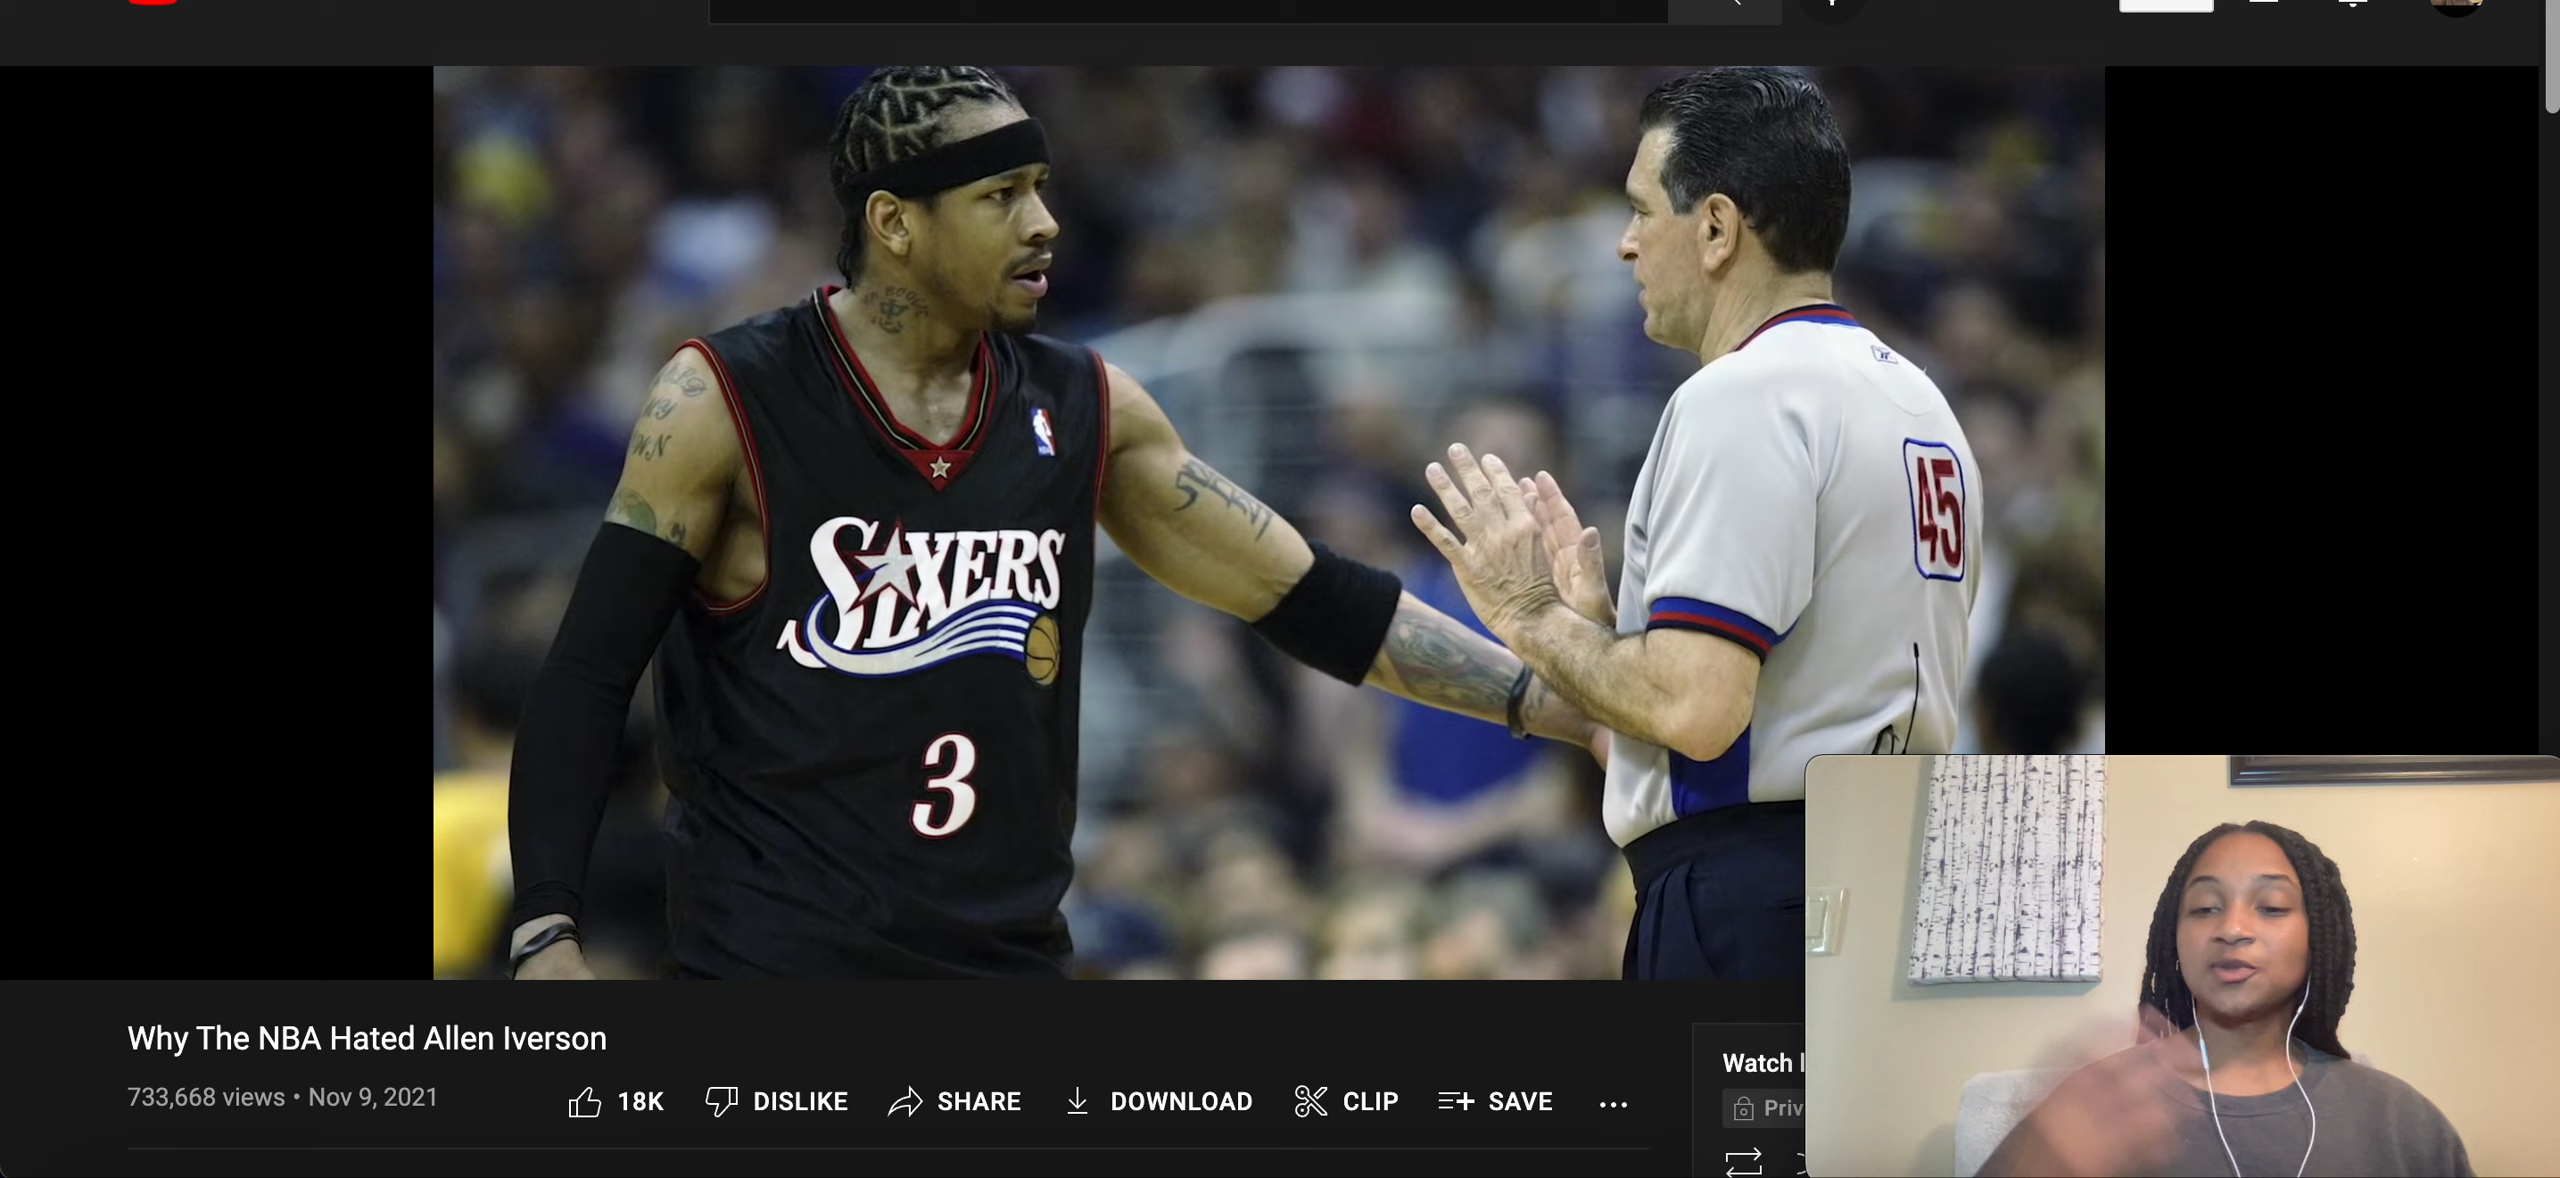 SIXERS
3
45
Why The NBA Hated Allen Iverson
733,668 views • Nov 9, 2021
18K
DISLIKE
SHARE
DOWNLOAD
CLIP
SAVE
Watch
Priv